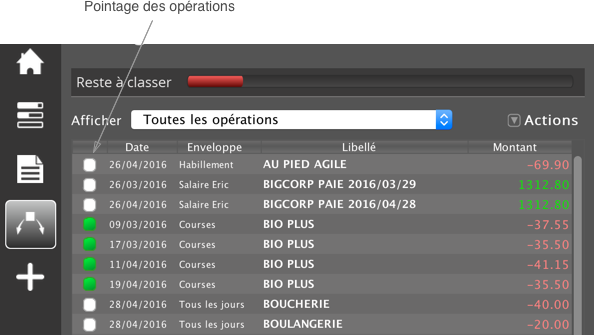 Pointage des opérations
Reste à classer
Afficher Toutes les opérations Actions
Date Enveloppe Libellé Montant
26/04/2016 Habillement AU PIED AGILE -69.90
26/03/2016 Salaire Eric BIGCORP PAIE 2016/03/29 1312.80
26/04/2016 Salaire Eric BIGCORP PAIE 2016/04/28 1312.80
09/03/2016 Courses BIO PLUS -37.55
17/03/2016 Courses BIO PLUS -35.50
11/04/2016 Courses BIO PLUS -41.15
19/04/2016 Courses BIO PLUS -35.50
28/04/2016 Tous les jours BOUCHERIE -40.00
28/04/2016 Tous les jours BOULANGERIE -20.00